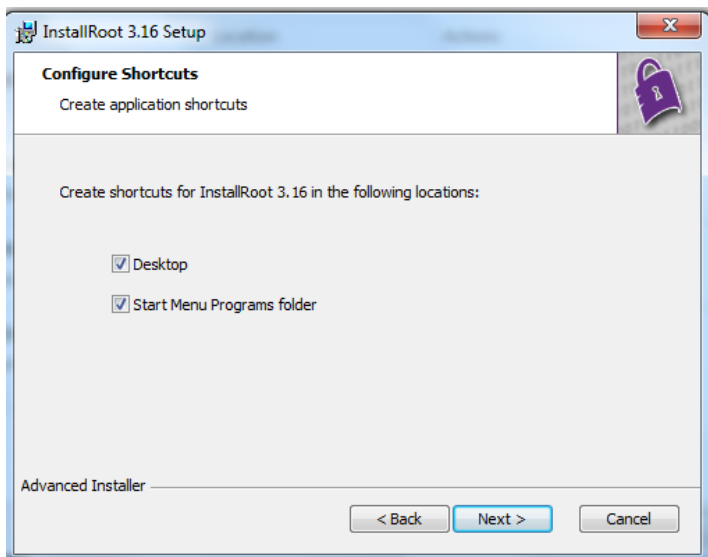 InstallRoot 3.16 Setup
Configure Shortcuts
Create application shortcuts
Create shortcuts for InstallRoot 3.16 in the following locations:
Desktop
Start Menu Programs folder
Advanced Installer
< Back Next > Cancel